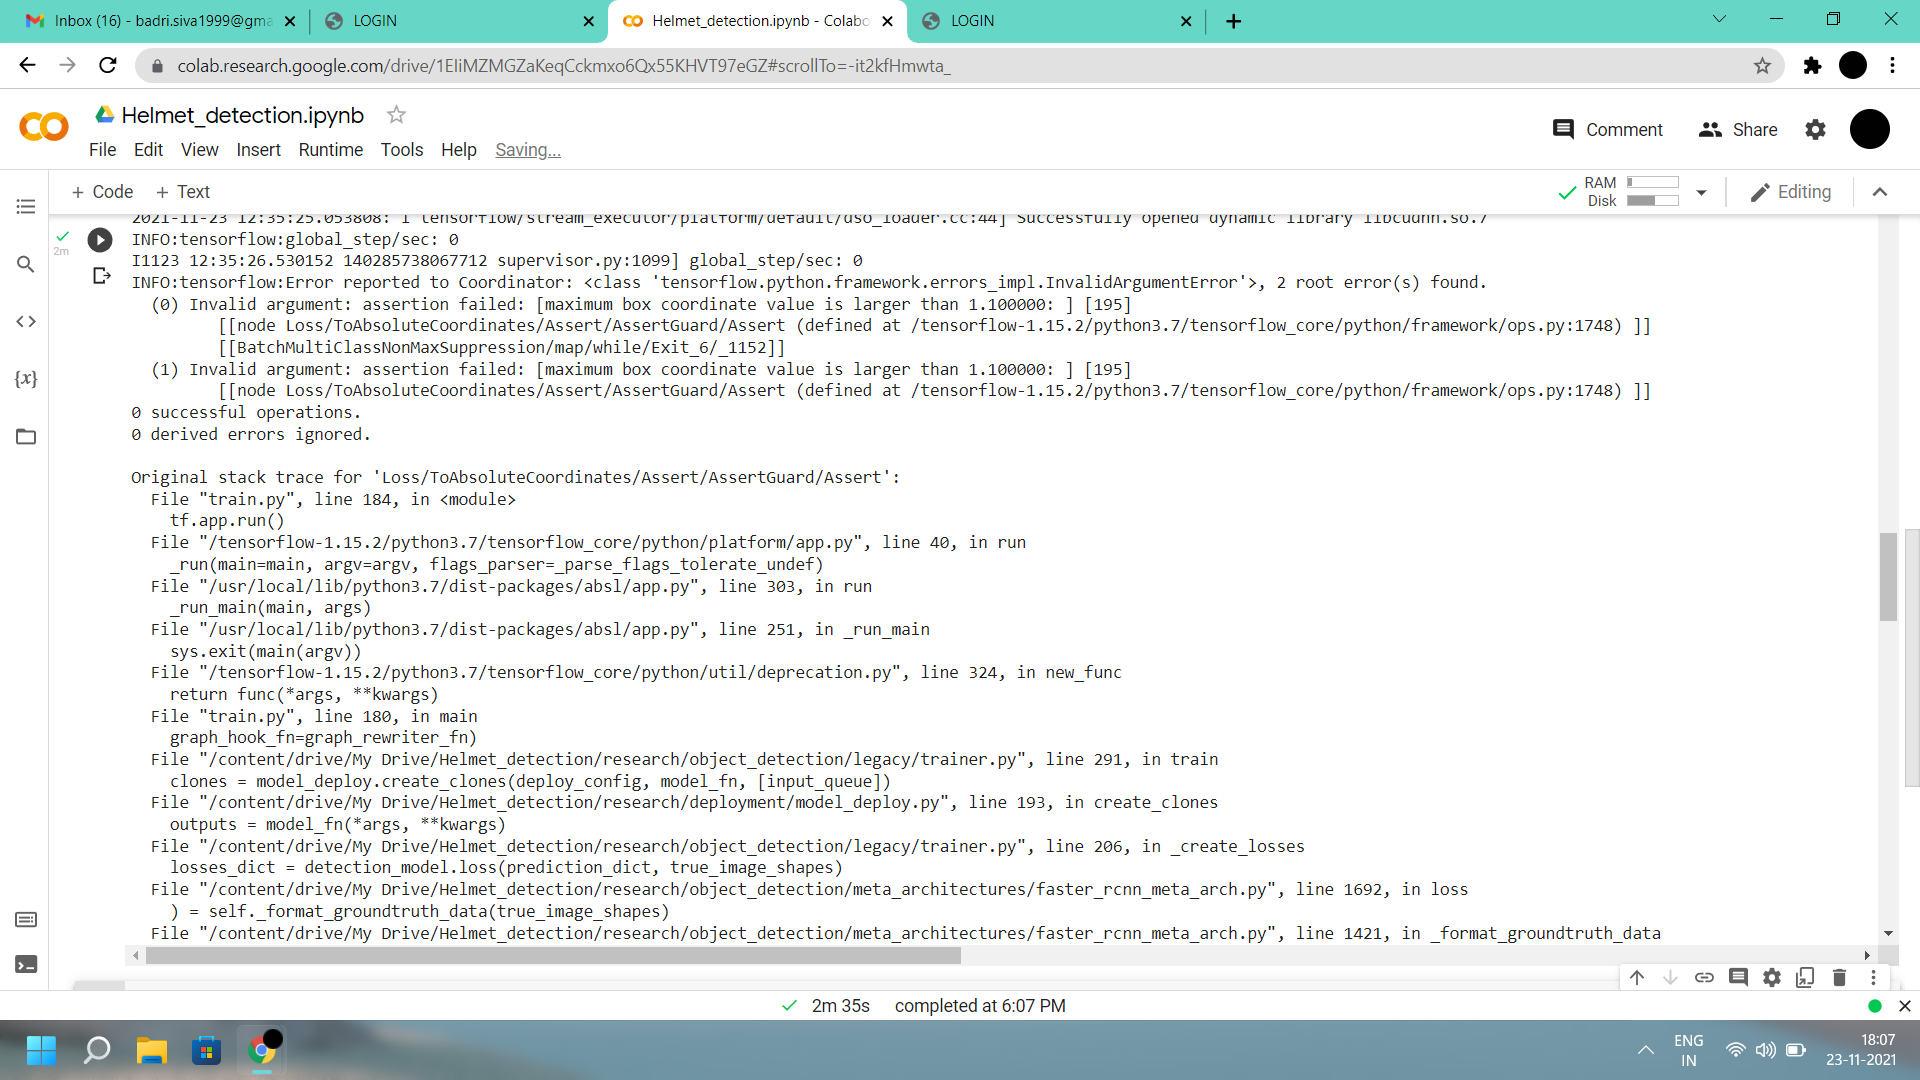 Inbox (16) - badri.siva1999@gma
LOGIN
Helmet_detection.ipynb - Colabo
LOGIN
colab.research.google.com/drive/1EIiMZMGZaKeqCckmxo6Qx55KHVT97eGZ#scrollTo=-it2kfHmwta_
Helmet_detection.ipynb
File Edit View Insert Runtime Tools Help Saving...
Comment
Share
+ Code + Text
RAM
Disk
Editing
2021-11-23 12:35:25.053808: I tensorflow/stream_executor/platform/default/dso_loader.cc:44] Successfully opened dynamic library libcudnn.so.7
2m
INFO:tensorflow:global_step/sec: 0
I1123 12:35:26.530152 140285738067712 supervisor.py:1099] global_step/sec: 0
INFO:tensorflow:Error reported to Coordinator: <class 'tensorflow.python.framework.errors_impl.InvalidArgumentError'>, 2 root error(s) found.
(0) Invalid argument: assertion failed: [maximum box coordinate value is larger than 1.100000: ] [195]
[[node Loss/ToAbsoluteCoordinates/Assert/AssertGuard/Assert (defined at /tensorflow-1.15.2/python3.7/tensorflow_core/python/framework/ops.py:1748) ]]
[[BatchMultiClassNonMaxSuppression/map/while/Exit_6/_1152]]
(1) Invalid argument: assertion failed: [maximum box coordinate value is larger than 1.100000: ] [195]
[[node Loss/ToAbsoluteCoordinates/Assert/AssertGuard/Assert (defined at /tensorflow-1.15.2/python3.7/tensorflow_core/python/framework/ops.py:1748) ]]
0 successful operations.
0 derived errors ignored.
Original stack trace for 'Loss/ToAbsoluteCoordinates/Assert/AssertGuard/Assert':
File "train.py", line 184, in <module>
tf.app.run()
File "/tensorflow-1.15.2/python3.7/tensorflow_core/python/platform/app.py", line 40, in run
_run(main=main, argv=argv, flags_parser=_parse_flags_tolerate_undef)
File "/usr/local/lib/python3.7/dist-packages/absl/app.py", line 303, in run
_run_main(main, args)
File "/usr/local/lib/python3.7/dist-packages/absl/app.py", line 251, in _run_main
sys.exit(main(argv))
File "/tensorflow-1.15.2/python3.7/tensorflow_core/python/util/deprecation.py", line 324, in new_func
return func(*args, **kwargs)
File "train.py", line 180, in main
graph_hook_fn=graph_rewriter_fn)
File "/content/drive/My Drive/Helmet_detection/research/object_detection/legacy/trainer.py", line 291, in train
clones = model_deploy.create_clones(deploy_config, model_fn, [input_queue])
File "/content/drive/My Drive/Helmet_detection/research/deployment/model_deploy.py", line 193, in create_clones
outputs = model_fn(*args, **kwargs)
File "/content/drive/My Drive/Helmet_detection/research/object_detection/legacy/trainer.py", line 206, in _create_losses
losses_dict = detection_model.loss(prediction_dict, true_image_shapes)
File "/content/drive/My Drive/Helmet_detection/research/object_detection/meta_architectures/faster_rcnn_meta_arch.py", line 1692, in loss
) = self._format_groundtruth_data(true_image_shapes)
File "/content/drive/My Drive/Helmet_detection/research/object_detection/meta_architectures/faster_rcnn_meta_arch.py", line 1421, in _format_groundtruth_data
2m 35s completed at 6:07 PM
ENG
IN
18:07
23-11-2021